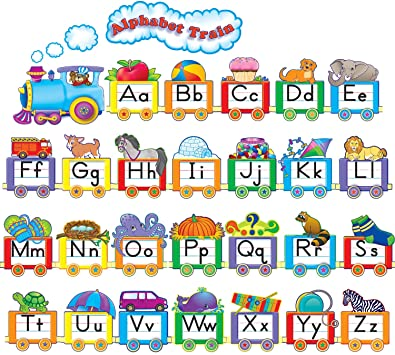 Alphabet Train
Aa Bb Cc Dd Ee
Ff Gg Hh Ii Jj Kk Ll
Mm Nn Oo Pp Qq Rr Ss
Tt Uu Vv Ww Xx Yy Zz